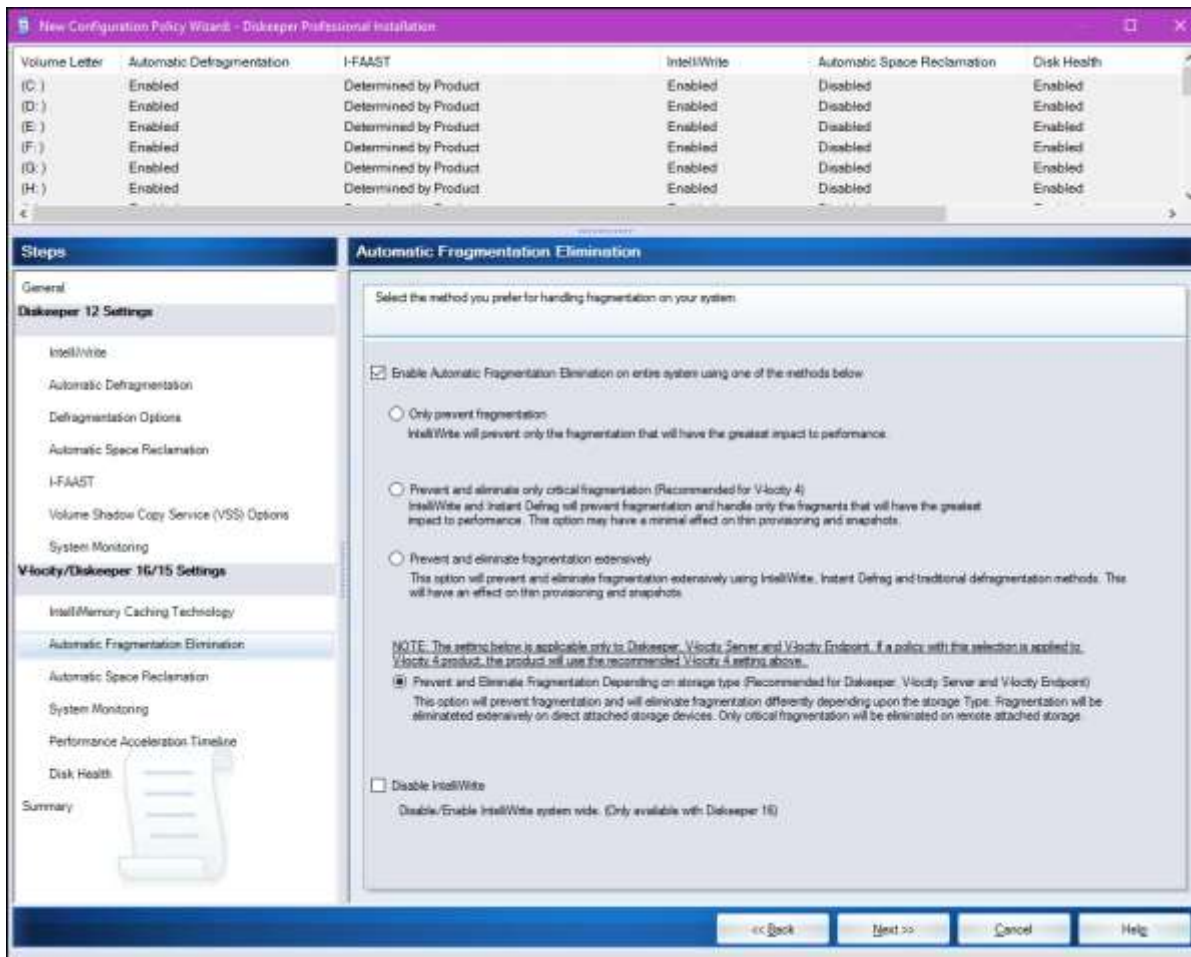 New Configuration Policy Wizard - Diskeeper Professional Installation
Volume Letter Automatic Defragmentation I-FAAST IntelliWrite Automatic Space Reclamation Disk Health
(C: ) Enabled Determined by Product Enabled Disabled Enabled
(D: ) Enabled Determined by Product Enabled Disabled Enabled
(E: ) Enabled Determined by Product Enabled Disabled Enabled
(F: ) Enabled Determined by Product Enabled Disabled Enabled
(G: ) Enabled Determined by Product Enabled Disabled Enabled
(H: ) Enabled Determined by Product Enabled Disabled Enabled
Steps
General
Diskeeper 12 Settings
IntelliWrite
Automatic Defragmentation
Defragmentation Options
Automatic Space Reclamation
I-FAAST
Volume Shadow Copy Service (VSS) Options
System Monitoring
V-locity/Diskeeper 16/15 Settings
IntelliMemory Caching Technology
Automatic Fragmentation Elimination
Automatic Space Reclamation
System Monitoring
Performance Acceleration Timeline
Disk Health
Summary
Automatic Fragmentation Elimination
Select the method you prefer for handling fragmentation on your system
Enable Automatic Fragmentation Elimination on entire system using one of the methods below
Only prevent fragmentation
IntelliWrite will prevent only the fragmentation that will have the greatest impact to performance.
Prevent and eliminate only critical fragmentation (Recommended for V-locity 4)
IntelliWrite and Instant Defrag will prevent fragmentation and handle only the fragments that will have the greatest
impact to performance. This option may have a minimal effect on thin provisioning and snapshots.
Prevent and eliminate fragmentation extensively
This option will prevent and eliminate fragmentation extensively using IntelliWrite, Instant Defrag and traditional defragmentation methods. This
will have an effect on thin provisioning and snapshots
NOTE: The setting below is applicable only to Diskeeper, V-locity Server and V-locity Endpoint. If a policy with this selection is applied to
V-locity 4 product, the product will use the recommended V-locity 4 setting above.
Prevent and Eliminate Fragmentation Depending on storage type (Recommended for Diskeeper, V-locity Server and V-locity Endpoint)
This option will prevent fragmentation and will eliminate fragmentation differently depending upon the storage Type. Fragmentation will be
eliminateted extensively on direct attached storage devices. Only critical fragmentation will be eliminated on remote attached storage.
Disable IntelliWrite
Disable/Enable IntelliWrite system wide. (Only available with Diskeeper 16)
<< Back Next >> Cancel Help